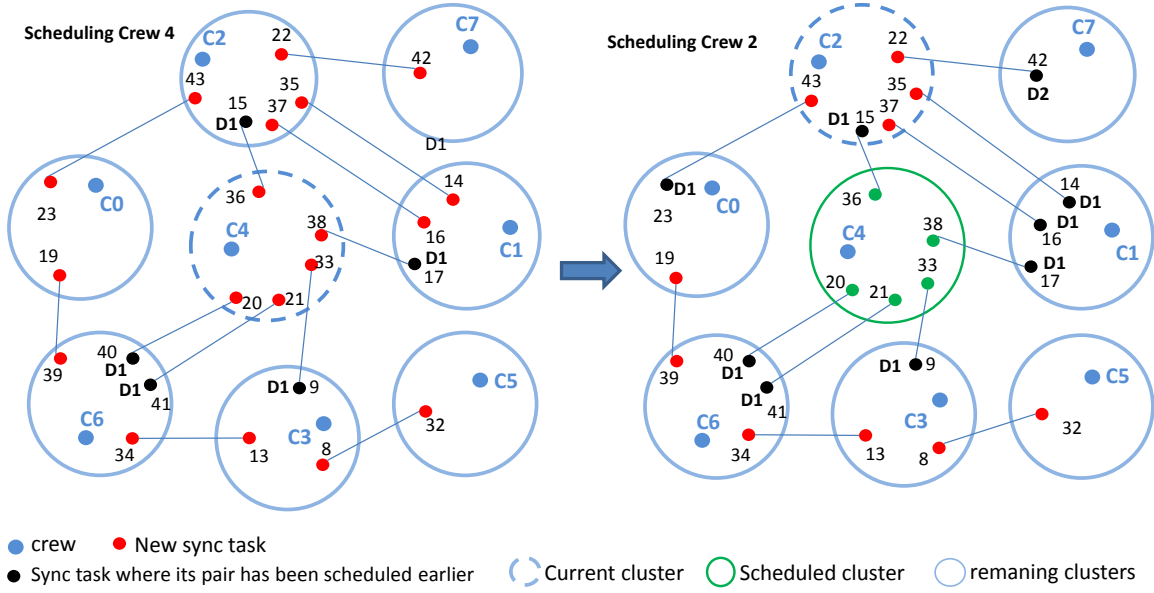 Scheduling Crew 4
C2
22
C7
42
43
35
15
37
D1
D1
14
36
C4
38
16
D1
17
C1
33
23
C0
19
20
21
40
D1
D1
41
39
C6
34
D1
9
C3
13
8
C5
32
Scheduling Crew 2
C2
22
C7
42
D2
43
35
37
D1
15
14
D1
D1
16
D1
17
C1
36
38
C4
33
20
21
D1
C0
23
19
40
D1
D1
41
39
C6
34
D1
9
C3
13
8
C5
32
crew
New sync task
Sync task where its pair has been scheduled earlier
Current cluster
Scheduled cluster
remaning clusters